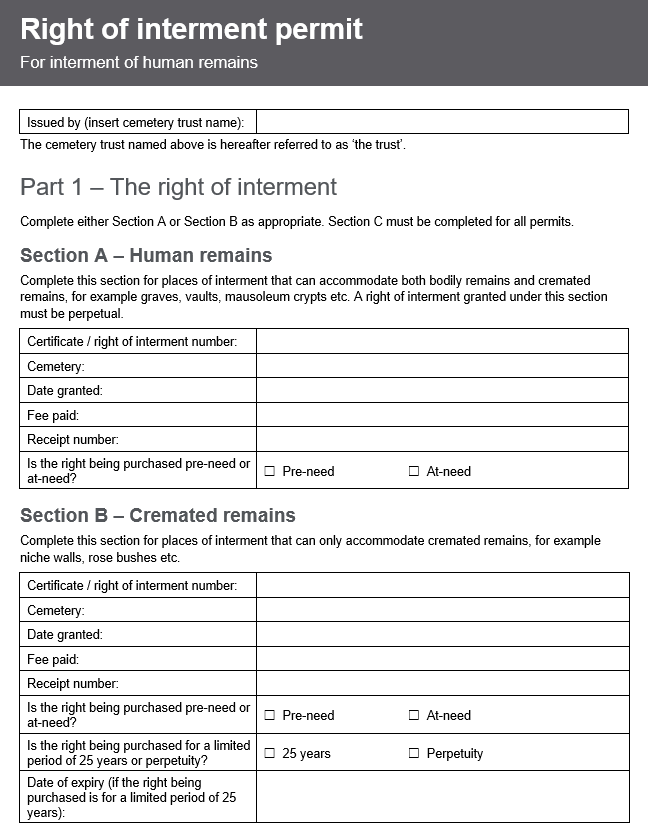 Right of interment permit
For interment of human remains
Issued by (insert cemetery trust name):
The cemetery trust named above is hereafter referred to as ‘the trust’.
Part 1 – The right of interment
Complete either Section A or Section B as appropriate. Section C must be completed for all permits.
Section A – Human remains
Complete this section for places of interment that can accommodate both bodily remains and cremated
remains, for example graves, vaults, mausoleum crypts etc. A right of interment granted under this section
must be perpetual.
Certificate / right of interment number:
Cemetery:
Date granted:
Fee paid:
Receipt number:
Is the right being purchased pre-need or
at-need?
☐ Pre-need ☐ At-need
Section B – Cremated remains
Complete this section for places of interment that can only accommodate cremated remains, for example
niche walls, rose bushes etc.
Certificate / right of interment number:
Cemetery:
Date granted:
Fee paid:
Receipt number:
Is the right being purchased pre-need or
at-need?
☐ Pre-need ☐ At-need
Is the right being purchased for a limited
period of 25 years or perpetuity?
☐ 25 years ☐ Perpetuity
Date of expiry (if the right being
purchased is for a limited period of 25
years):